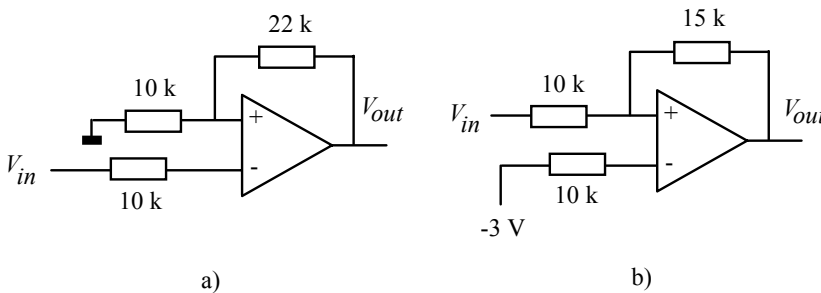 22 k
10 k
+
V_out
V_in
-
10 k
a)
15 k
10 k
V_in
+
V_out
-
10 k
-3 V
b)